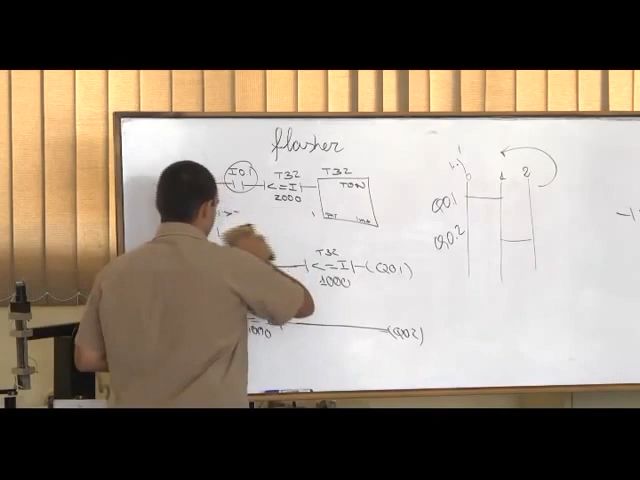 flasher
I0.1 T32 T32
<=I TON
2000
T32
<=I (Q0.1)
1000
1000 (Q0.2)
0 1 2
Q0.1
Q0.2